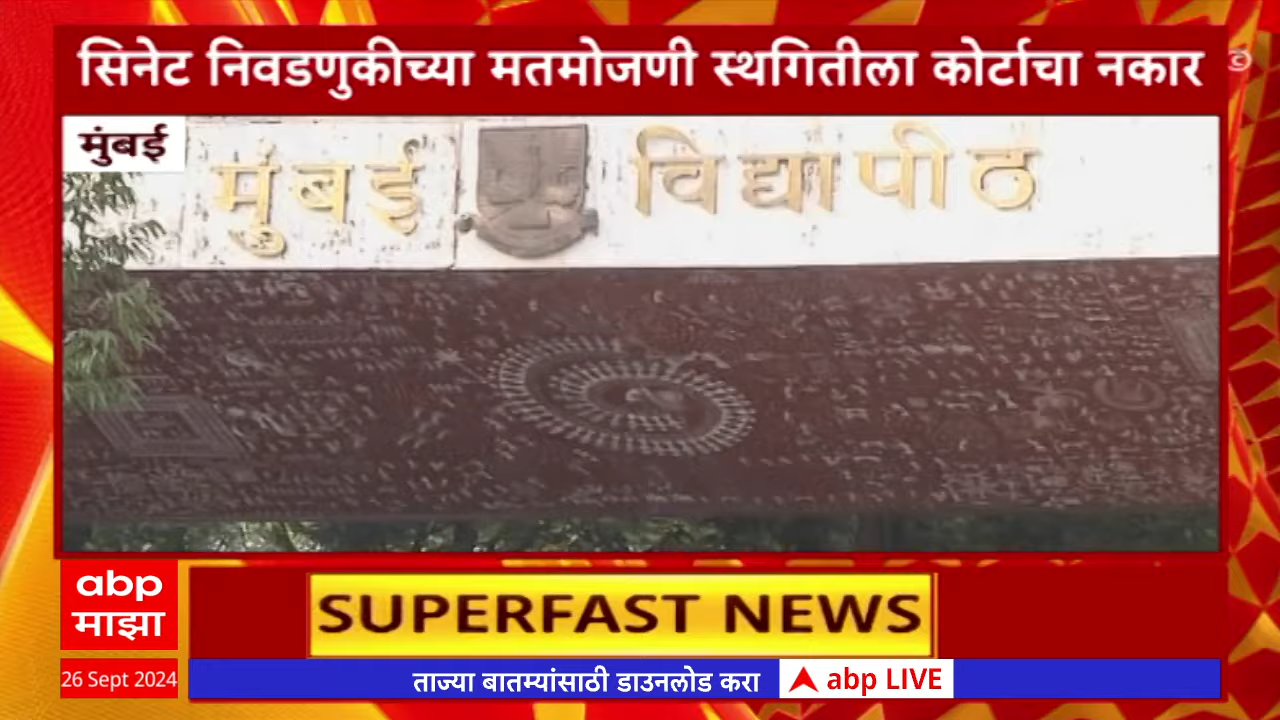 सिनेट निवडणुकीच्या मतमोजणी स्थगितीला कोर्टाचा नकार
मुंबई
मुंबई विद्यापीठ
abp
माझा
SUPERFAST NEWS
26 Sept 2024
ताज्या बातम्यांसाठी डाउनलोड करा abp LIVE